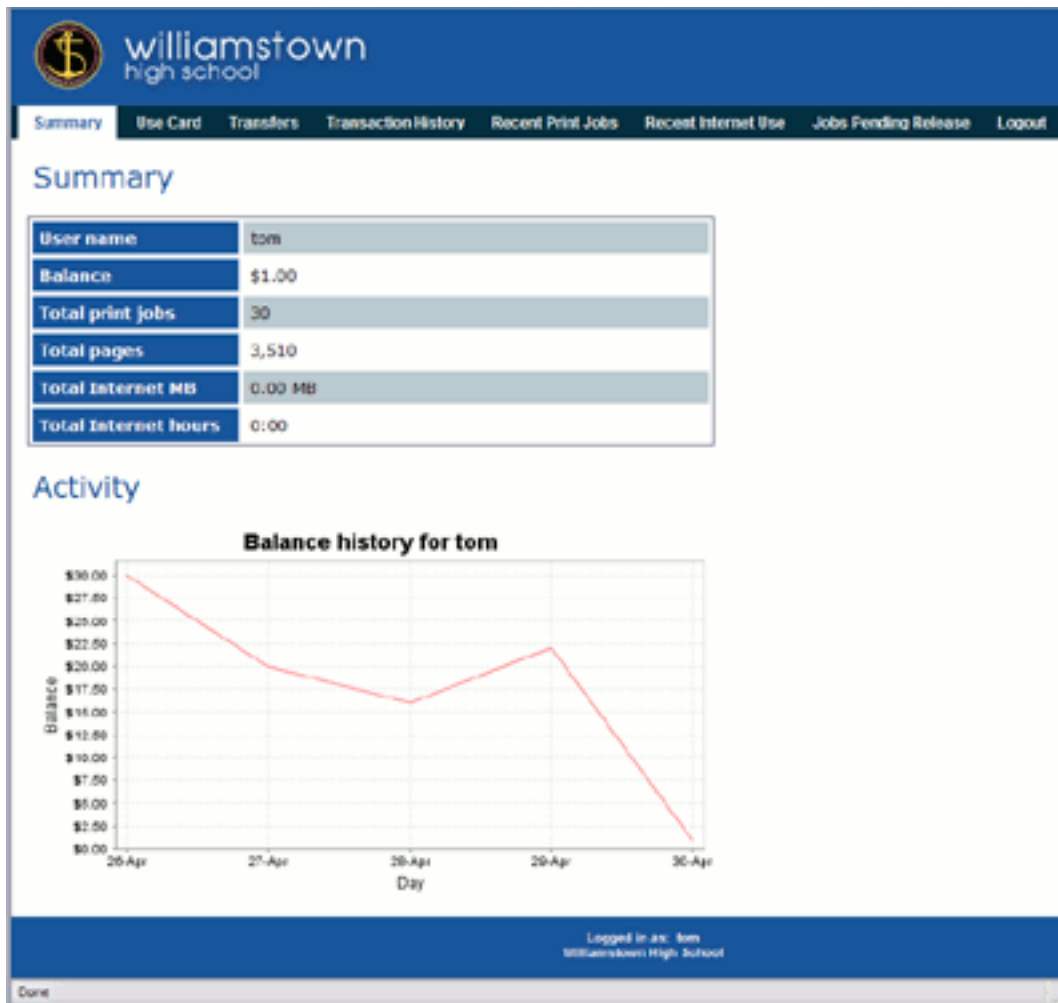 williamstown
high school
Summary Use Card Transfers Transaction History Recent Print Jobs Recent Internet Use Jobs Pending Release Logout
Summary
User name tom
Balance $1.00
Total print jobs 30
Total pages 3,510
Total Internet MB 0.00 MB
Total Internet hours 0:00
Activity
Balance history for tom
$30.00
$27.50
$25.00
$22.50
$20.00
$17.50
$15.00
$12.50
$10.00
$7.50
$5.00
$2.50
$0.00
Balance
26-Apr 27-Apr 28-Apr 29-Apr 30-Apr
Day
Logged in as: tom
Williamstown High School
Done